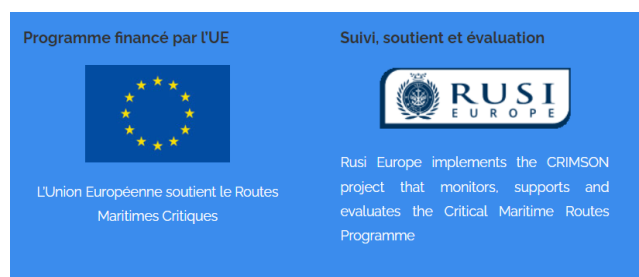 Programme financé par l'UE
L'Union Européenne soutient le Routes
Maritimes Critiques
Suivi, soutient et évaluation
RUSI
EUROPE
Rusi Europe implements the CRIMSON
project that monitors, supports and
evaluates the Critical Maritime Routes
Programme